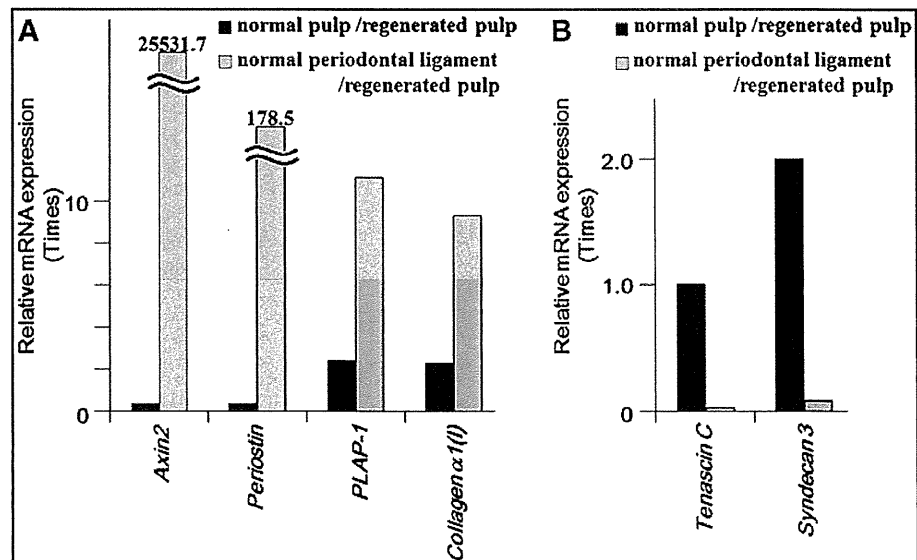 A
normal pulp /regenerated pulp
normal periodontal ligament
/regenerated pulp
25531.7
178.5
Relative mRNA expression
(Times)
10
0
Axin2
Periostin
PLAP-1
Collagen α1(I)
B
normal pulp /regenerated pulp
normal periodontal ligament
/regenerated pulp
Relative mRNA expression
(Times)
2.0
1.0
0
Tenascin C
Syndecan 3